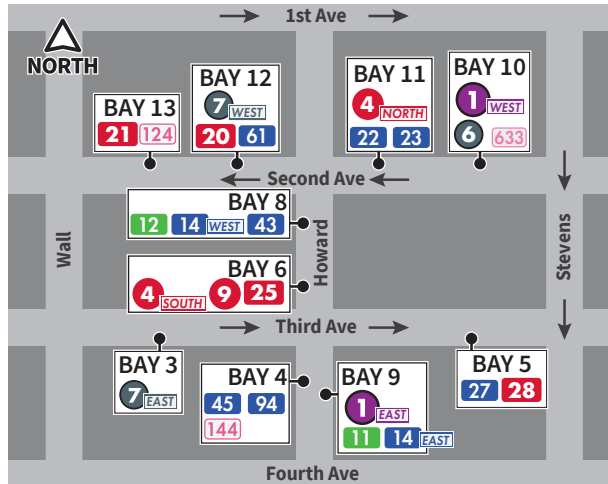 1st Ave
NORTH
BAY 13
21 124
BAY 12
7 WEST
20 61
BAY 11
4 NORTH
22 23
BAY 10
1 WEST
6 633
Second Ave
BAY 8
12 14 WEST 43
BAY 6
4 SOUTH 9 25
Wall
Howard
Stevens
Third Ave
BAY 3
7 EAST
BAY 4
45 94
144
BAY 9
1 EAST
11 14 EAST
BAY 5
27 28
Fourth Ave